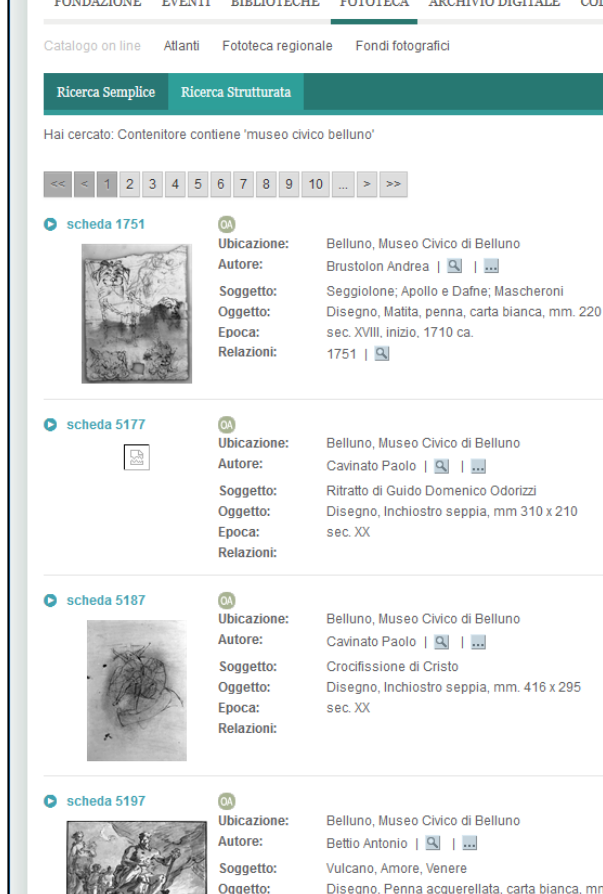 FONDAZIONE EVENTI BIBLIOTECHE FOTOTECA ARCHIVIO DIGITALE
Catalogo on line Atlanti Fototeca regionale Fondi fotografici
Ricerca Semplice Ricerca Strutturata
Hai cercato: Contenitore contiene 'museo civico belluno'
<< < 1 2 3 4 5 6 7 8 9 10 ... > >>
scheda 1751 OA
Ubicazione: Belluno, Museo Civico di Belluno
Autore: Brustolon Andrea | | ...
Soggetto: Seggiolone; Apollo e Dafne; Mascheroni
Oggetto: Disegno, Matita, penna, carta bianca, mm. 220
Epoca: sec. XVIII, inizio, 1710 ca.
Relazioni: 1751 |
scheda 5177 OA
Ubicazione: Belluno, Museo Civico di Belluno
Autore: Cavinato Paolo | | ...
Soggetto: Ritratto di Guido Domenico Odorizzi
Oggetto: Disegno, Inchiostro seppia, mm 310 x 210
Epoca: sec. XX
Relazioni:
scheda 5187 OA
Ubicazione: Belluno, Museo Civico di Belluno
Autore: Cavinato Paolo | | ...
Soggetto: Crocifissione di Cristo
Oggetto: Disegno, Inchiostro seppia, mm. 416 x 295
Epoca: sec. XX
Relazioni:
scheda 5197 OA
Ubicazione: Belluno, Museo Civico di Belluno
Autore: Bettio Antonio | | ...
Soggetto: Vulcano, Amore, Venere
Oggetto: Disegno, Penna acquerellata, carta bianca,